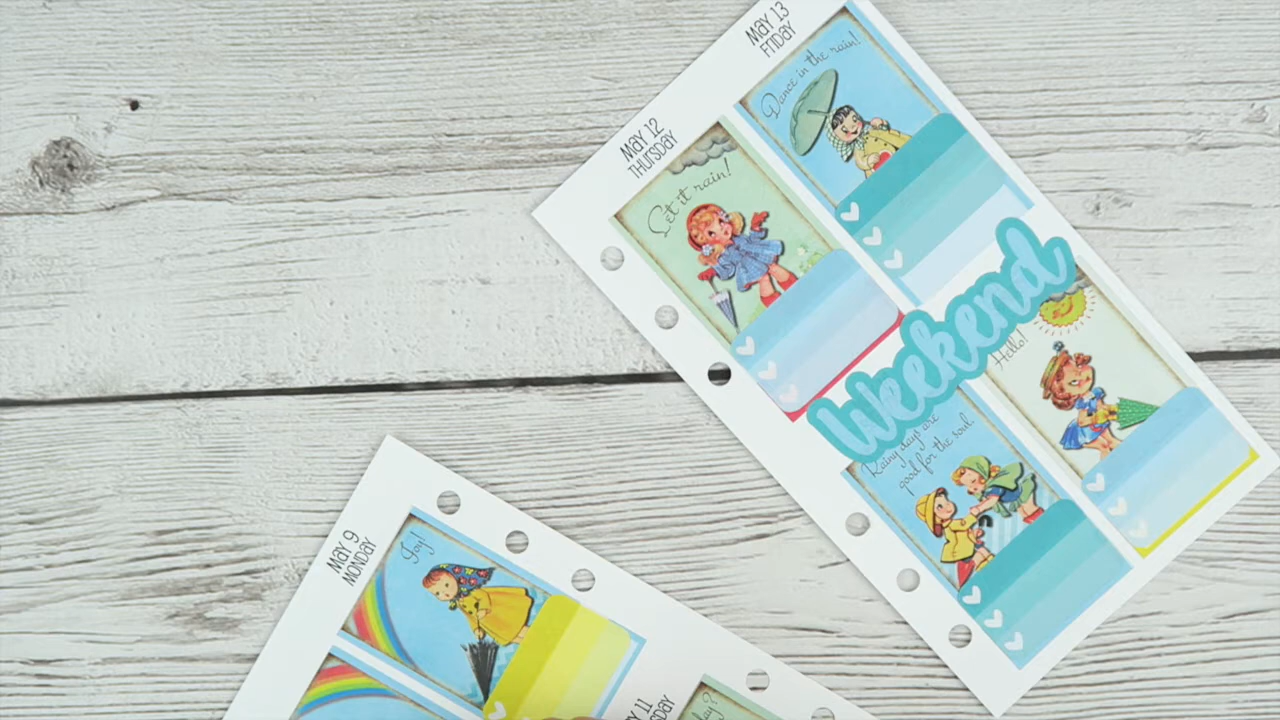 May 13
FRIDAY
Dance in the rain!
May 12
THURSDAY
Let it rain!
weekend
Hello!
Rainy days are
good for the soul.
May 9
MONDAY
Joy!
11